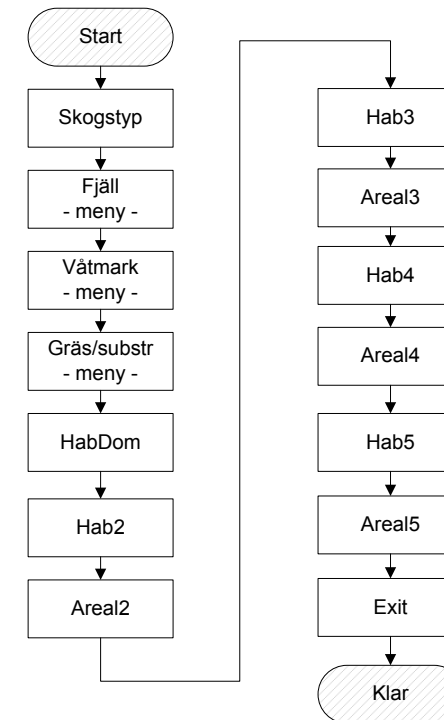 Start
Skogstyp
Fjäll
- meny -
Våtmark
- meny -
Gräs/substr
- meny -
HabDom
Hab2
Areal2
Hab3
Areal3
Hab4
Areal4
Hab5
Areal5
Exit
Klar